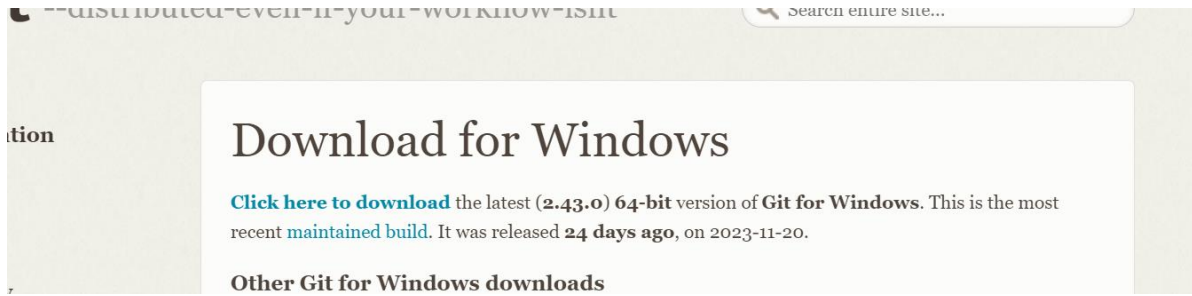 --distributed-even-if-your-workflow-isnt
Search entire site...
Download for Windows
Click here to download the latest (2.43.0) 64-bit version of Git for Windows. This is the most
recent maintained build. It was released 24 days ago, on 2023-11-20.
Other Git for Windows downloads